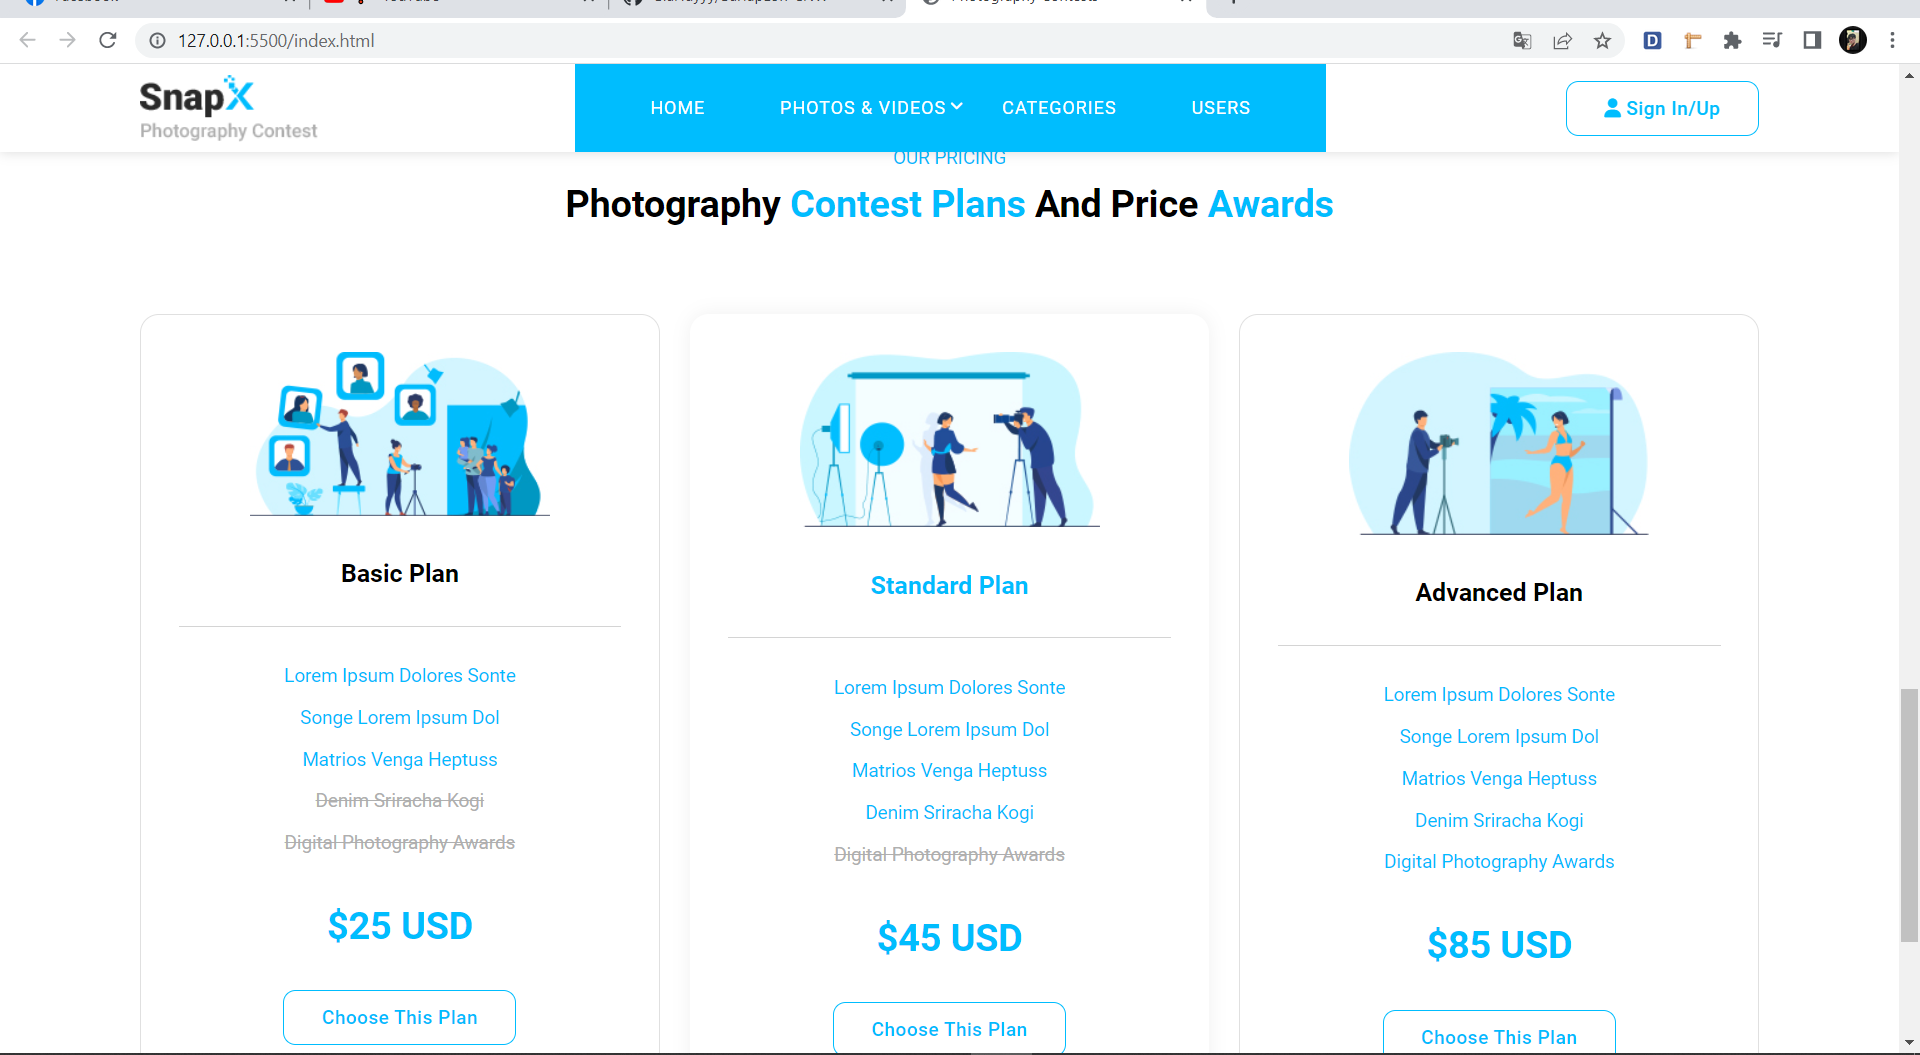 127.0.0.1:5500/index.html
SnapX
Photography Contest
HOME
PHOTOS & VIDEOS
CATEGORIES
USERS
Sign In/Up
OUR PRICING
Photography Contest Plans And Price Awards
Basic Plan
Lorem Ipsum Dolores Sonte
Songe Lorem Ipsum Dol
Matrios Venga Heptuss
Denim Sriracha Kogi
Digital Photography Awards
$25 USD
Choose This Plan
Standard Plan
Lorem Ipsum Dolores Sonte
Songe Lorem Ipsum Dol
Matrios Venga Heptuss
Denim Sriracha Kogi
Digital Photography Awards
$45 USD
Choose This Plan
Advanced Plan
Lorem Ipsum Dolores Sonte
Songe Lorem Ipsum Dol
Matrios Venga Heptuss
Denim Sriracha Kogi
Digital Photography Awards
$85 USD
Choose This Plan